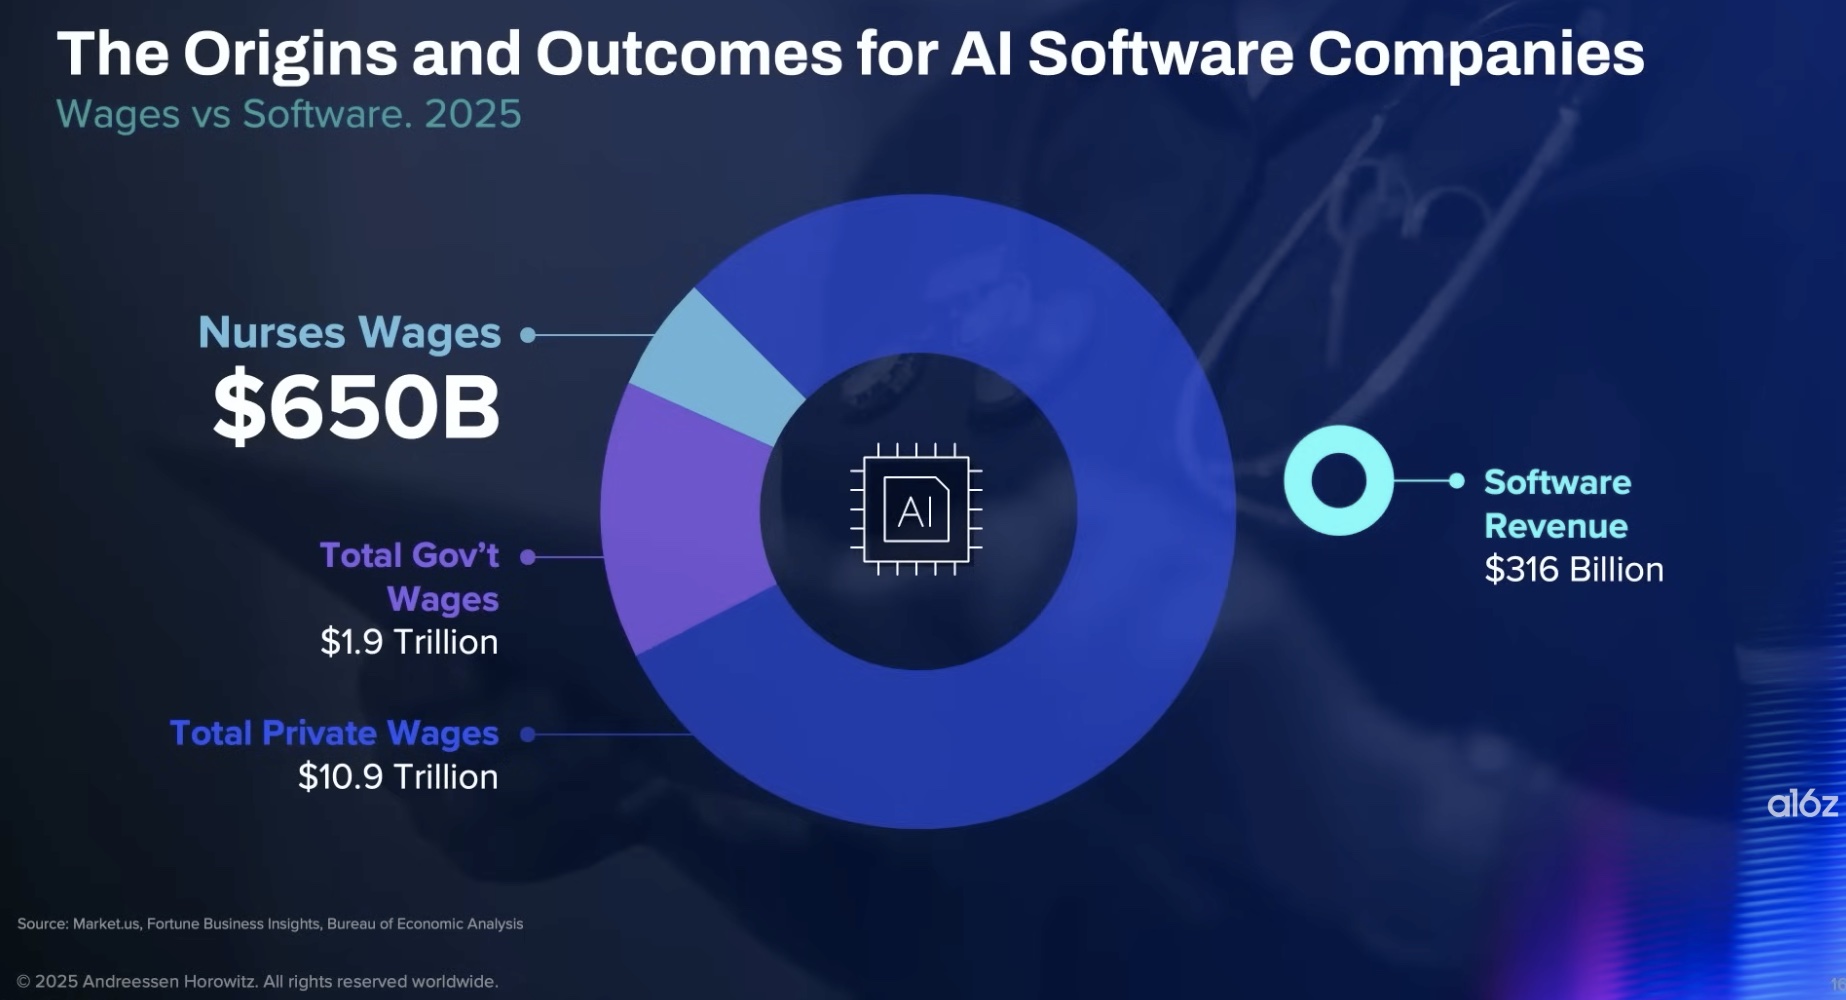 The Origins and Outcomes for AI Software Companies
Wages vs Software. 2025
Nurses Wages
$650B
Total Gov’t
Wages
$1.9 Trillion
Total Private Wages
$10.9 Trillion
AI
Software
Revenue
$316 Billion
a16z
Source: Market.us, Fortune Business Insights, Bureau of Economic Analysis
© 2025 Andreessen Horowitz. All rights reserved worldwide.